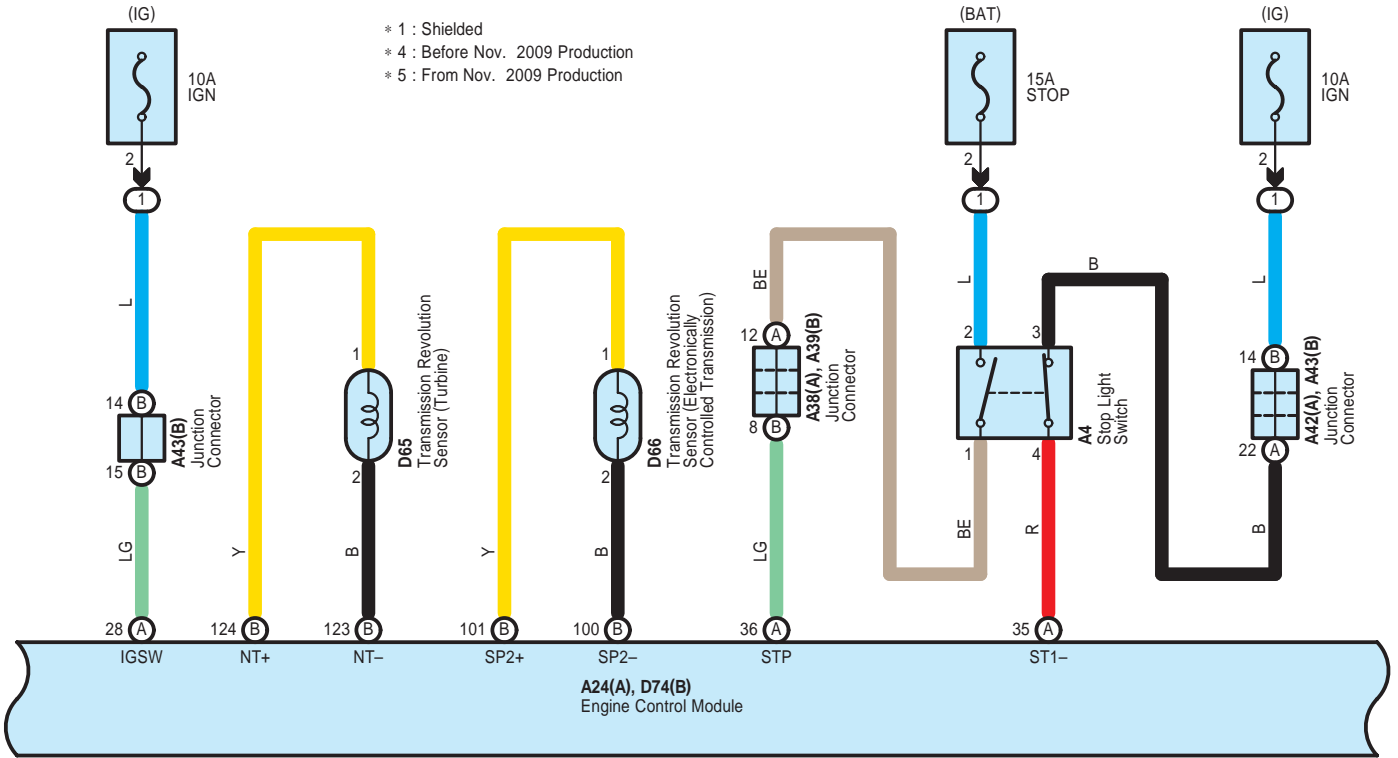 (IG)
(BAT)
(IG)
* 1 : Shielded
* 4 : Before Nov. 2009 Production
* 5 : From Nov. 2009 Production
10A
IGN
15A
STOP
10A
IGN
2
2
2
1
1
1
L
BE
L
B
L
2
3
1
1
12 A
14 B
14 B
A43(B)
Junction
Connector
15 B
D65
Transmission Revolution
Sensor (Turbine)
2
D66
Transmission Revolution
Sensor (Electronically
Controlled Transmission)
2
A38(A), A39(B)
Junction
Connector
8 B
A4
Stop Light
Switch
1
4
A42(A), A43(B)
Junction
Connector
22 A
LG
Y
B
Y
B
LG
BE
R
B
28 A
124 B
123 B
101 B
100 B
36 A
35 A
IGSW
NT+
NT–
SP2+
SP2–
STP
ST1–
A24(A), D74(B)
Engine Control Module